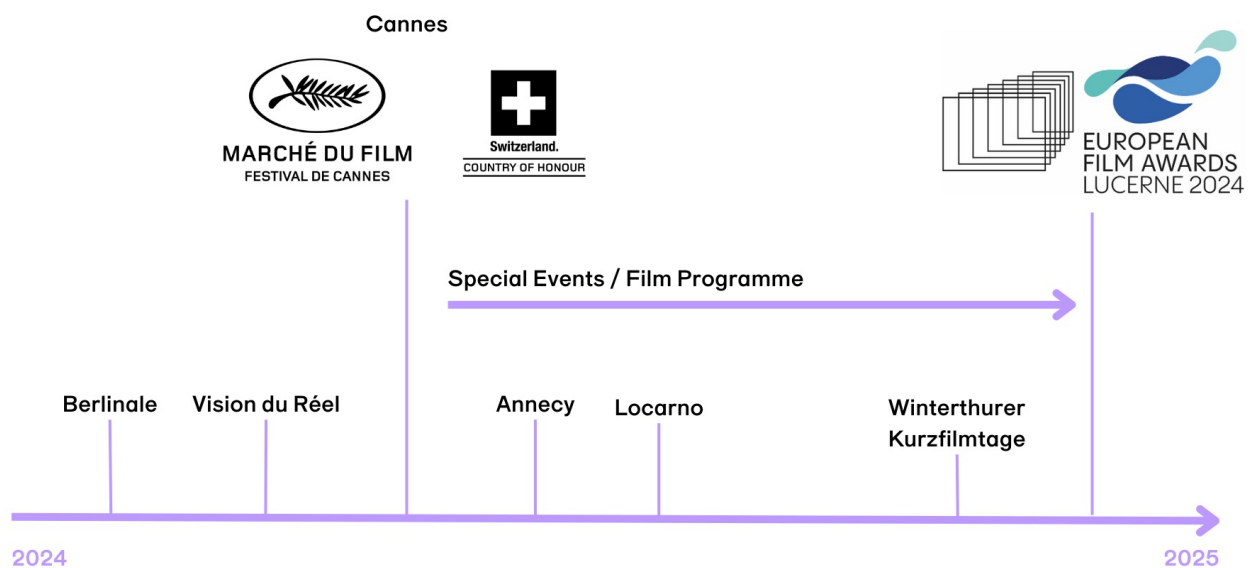 Cannes
MARCHÉ DU FILM
FESTIVAL DE CANNES
Switzerland.
COUNTRY OF HONOUR
EUROPEAN
FILM AWARDS
LUCERNE 2024
Special Events / Film Programme
Berlinale
Vision du Réel
Annecy
Locarno
Winterthurer
Kurzfilmtage
2024
2025